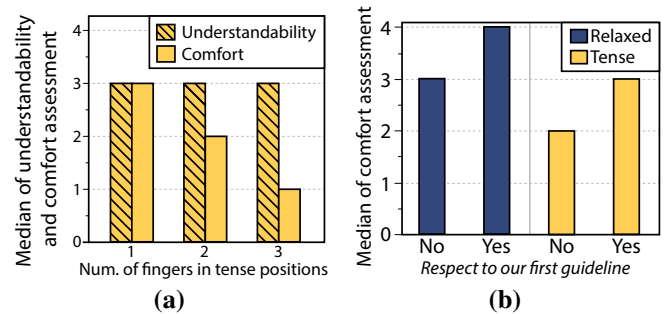 Median of understandability
and comfort assessment
4
3
2
1
0
Understandability
Comfort
1 2 3
Num. of fingers in tense positions
(a)
Median of comfort assessment
4
3
2
1
0
Relaxed
Tense
No Yes No Yes
Respect to our first guideline
(b)